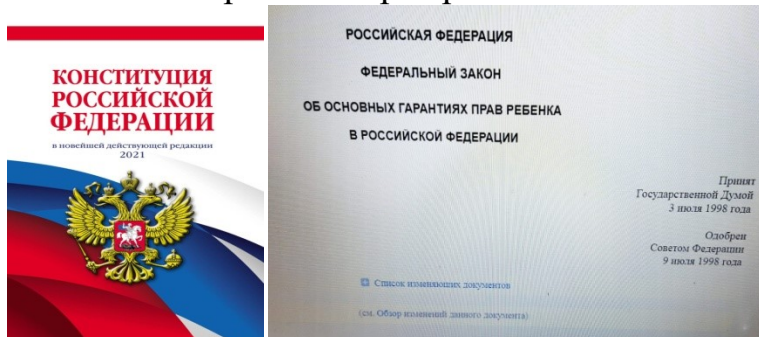 КОНСТИТУЦИЯ
РОССИЙСКОЙ
ФЕДЕРАЦИИ
в новейшей действующей редакции
2021
РОССИЙСКАЯ ФЕДЕРАЦИЯ
ФЕДЕРАЛЬНЫЙ ЗАКОН
ОБ ОСНОВНЫХ ГАРАНТИЯХ ПРАВ РЕБЕНКА
В РОССИЙСКОЙ ФЕДЕРАЦИИ
Принят
Государственной Думой
3 июля 1998 года
Одобрен
Советом Федерации
9 июля 1998 года
Список изменяющих документов
(см. Обзор изменений данного документа)